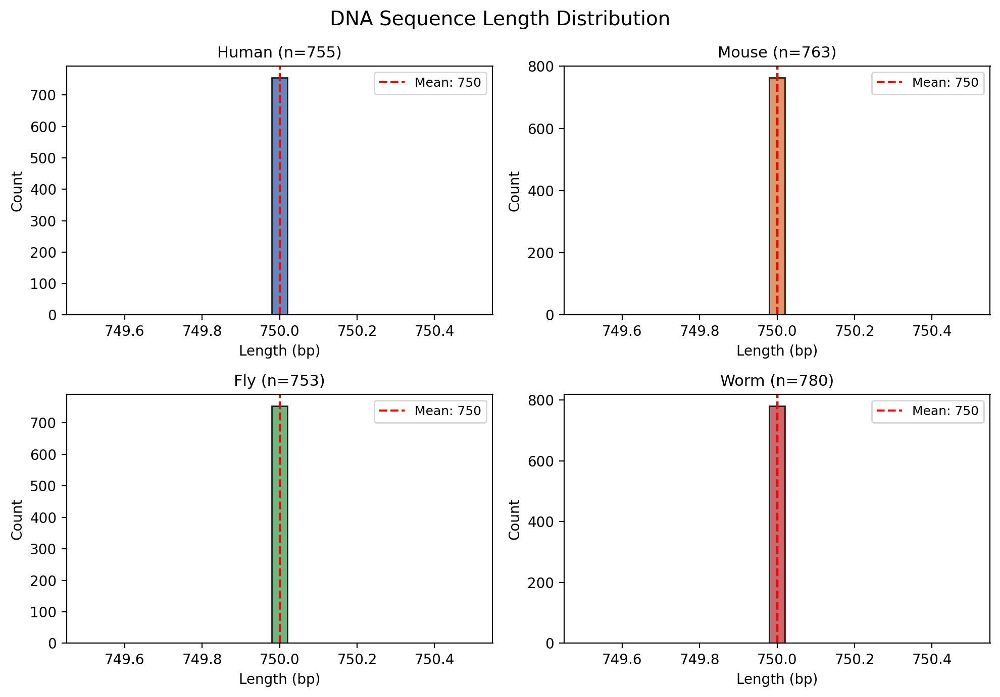 DNA Sequence Length Distribution
Human (n=755)
Mean: 750
Count
700
600
500
400
300
200
100
0
749.6 749.8 750.0 750.2 750.4
Length (bp)
Mouse (n=763)
Mean: 750
Count
800
600
400
200
0
749.6 749.8 750.0 750.2 750.4
Length (bp)
Fly (n=753)
Mean: 750
Count
700
600
500
400
300
200
100
0
749.6 749.8 750.0 750.2 750.4
Length (bp)
Worm (n=780)
Mean: 750
Count
800
600
400
200
0
749.6 749.8 750.0 750.2 750.4
Length (bp)